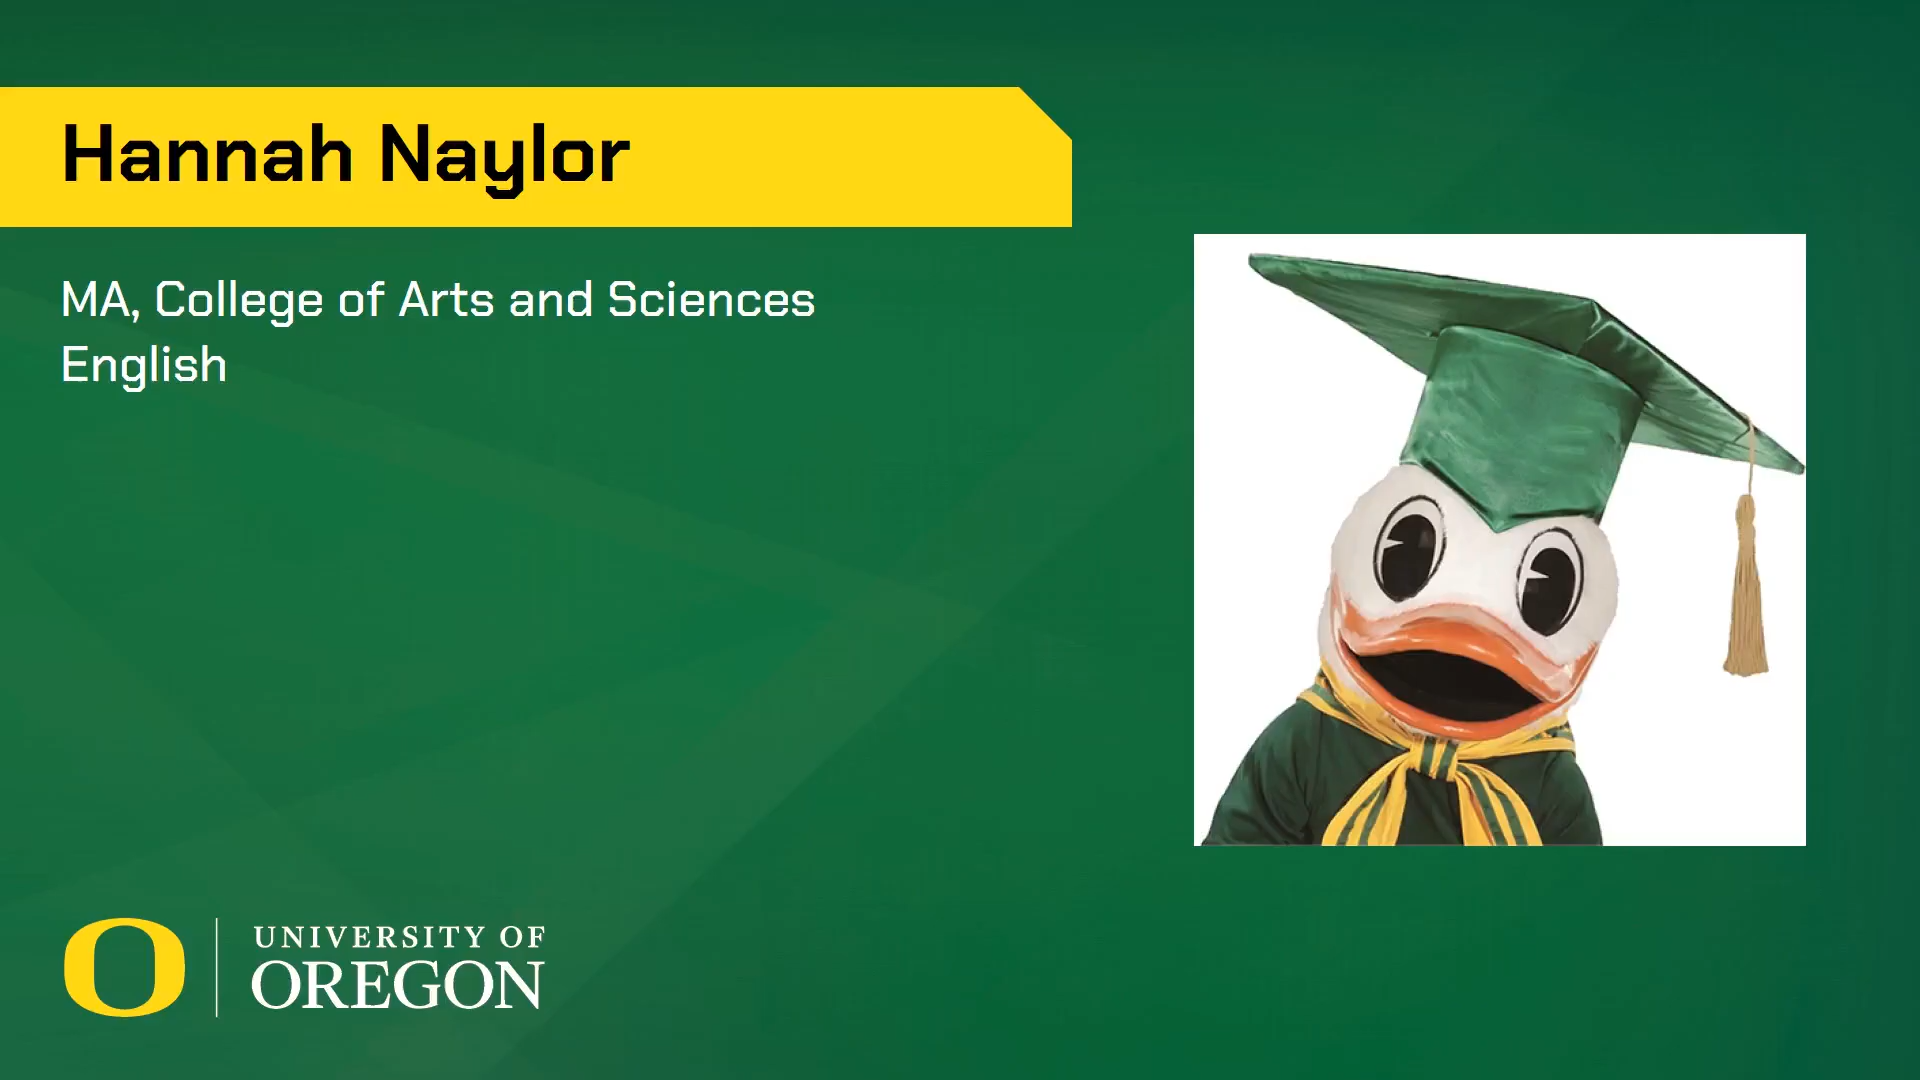 Hannah Naylor
MA, College of Arts and Sciences
English
O
UNIVERSITY OF
OREGON